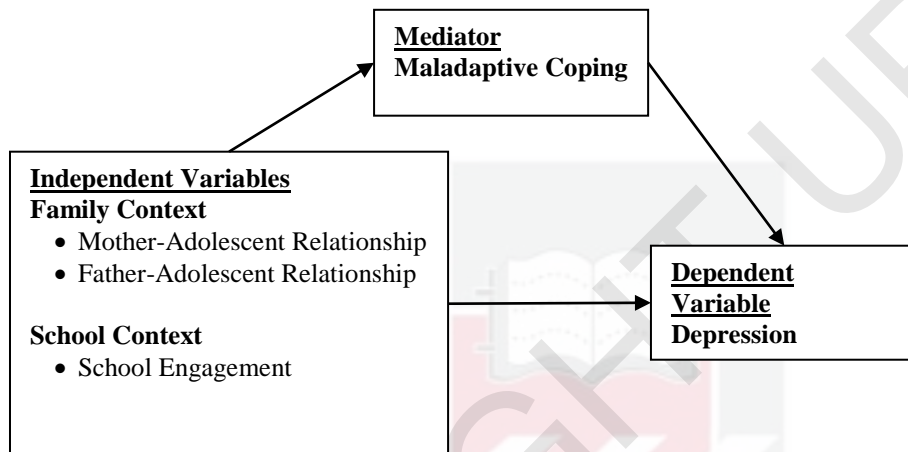 Mediator
Maladaptive Coping
Independent Variables
Family Context
• Mother-Adolescent Relationship
• Father-Adolescent Relationship
School Context
• School Engagement
Dependent
Variable
Depression